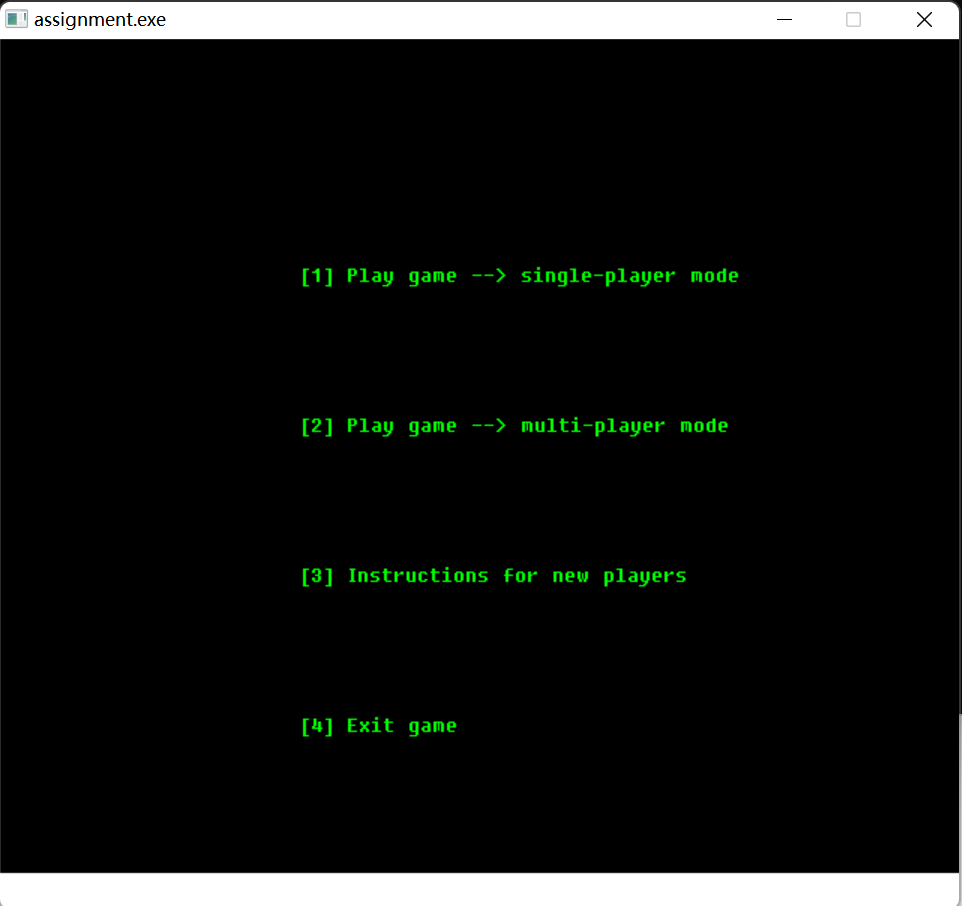 assignment.exe
[1] Play game --> single-player mode
[2] Play game --> multi-player mode
[3] Instructions for new players
[4] Exit game